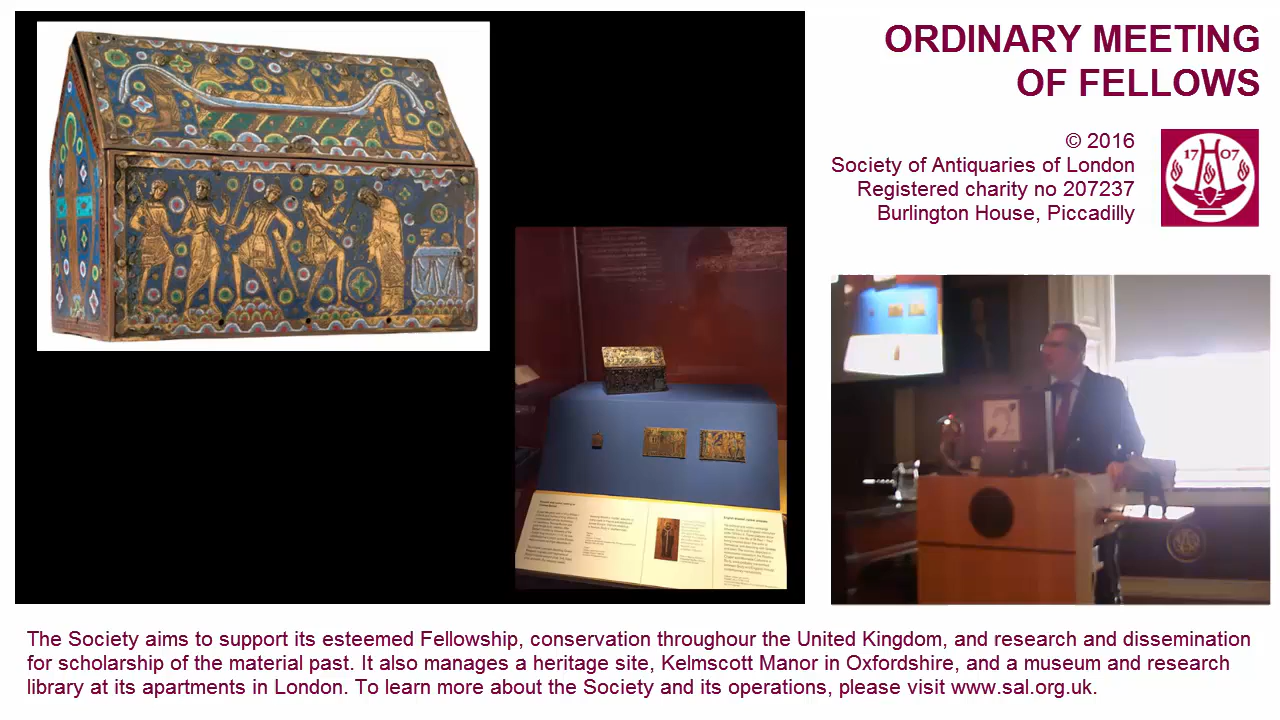 ORDINARY MEETING
OF FELLOWS
© 2016
Society of Antiquaries of London
Registered charity no 207237
Burlington House, Piccadilly
17 07
The Society aims to support its esteemed Fellowship, conservation throughour the United Kingdom, and research and dissemination
for scholarship of the material past. It also manages a heritage site, Kelmscott Manor in Oxfordshire, and a museum and research
library at its apartments in London. To learn more about the Society and its operations, please visit www.sal.org.uk.